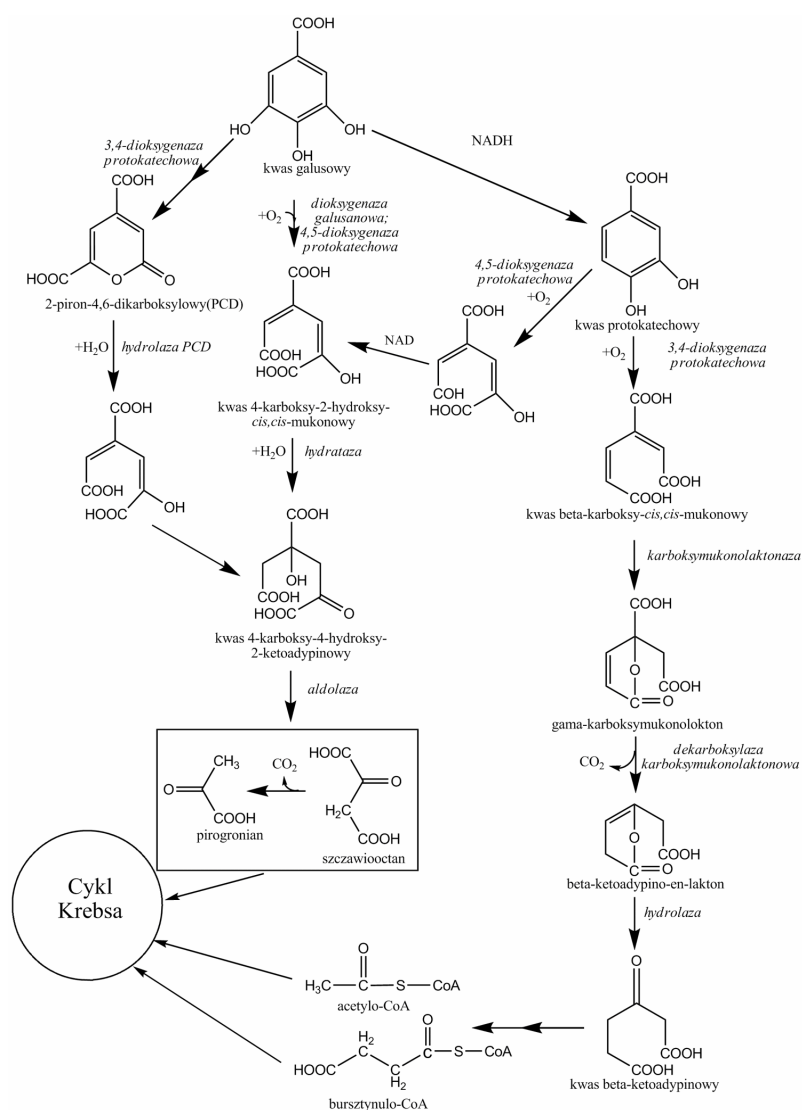 COOH
HO
OH
OH
kwas galusowy
3,4-dioksygenaza
protokatechowa
NADH
COOH
HOOC
O
O
2-piron-4,6-dikarboksylowy(PCD)
+O2
dioksygenaza
galusanowa;
4,5-dioksygenaza
protokatechowa
COOH
OH
OH
kwas protokatechowy
4,5-dioksygenaza
protokatechowa
+O2
COOH
COOH
HOOC
OH
kwas 4-karboksy-2-hydroksy-
cis,cis-mukonowy
NAD
COOH
COH
HOOC
OH
+O2
3,4-dioksygenaza
protokatechowa
+H2O
hydrolaza PCD
COOH
COOH
HOOC
OH
+H2O
hydrataza
COOH
COOH
COOH
kwas beta-karboksy-cis,cis-mukonowy
karboksymukonolaktonaza
COOH
OH
COOH
HOOC
O
kwas 4-karboksy-4-hydroksy-
2-ketoadypinowy
aldolaza
COOH
O
COOH
C=O
gama-karboksymukonolokton
CO2
dekarboksylaza
karboksymukonolaktonowa
CH3
O
COOH
pirogronian
CO2
HOOC
O
H2C
COOH
szczawiooctan
O
COOH
C=O
beta-ketoadypino-en-lakton
hydrolaza
Cykl
Krebsa
O
H3C C S CoA
acetylo-CoA
O
COOH
COOH
kwas beta-ketoadypinowy
H2
C
O
C S CoA
HOOC
C
H2
bursztynulo-CoA